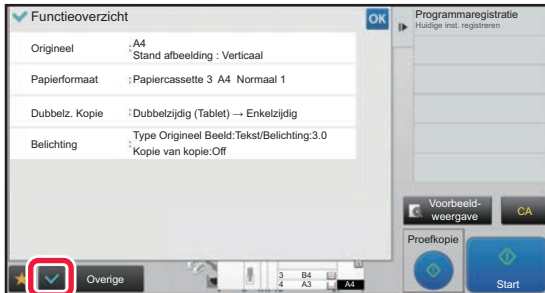 Functieoverzicht
OK
Origineel
:A4
Stand afbeelding : Verticaal
Papierformaat
:Papiercassette 3 A4 Normaal 1
Dubbelz. Kopie
:Dubbelzijdig (Tablet) → Enkelzijdig
Belichting
:Type Origineel Beeld:Tekst/Belichting:3.0
Kopie van kopie:Off
Overige
3 B4
4 A3
A4
Programmaregistratie
Huidige inst. registreren
Voorbeeld-
weergave
CA
Proefkopie
Start